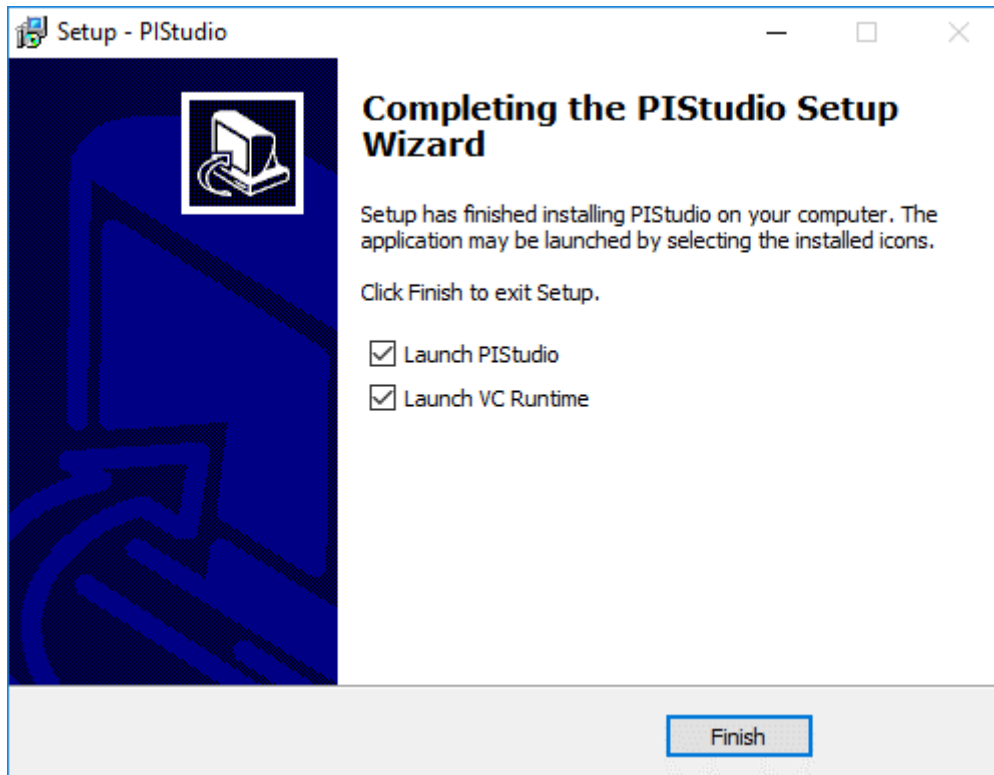 Setup - PIStudio
Completing the PIStudio Setup
Wizard
Setup has finished installing PIStudio on your computer. The
application may be launched by selecting the installed icons.
Click Finish to exit Setup.
Launch PIStudio
Launch VC Runtime
Finish